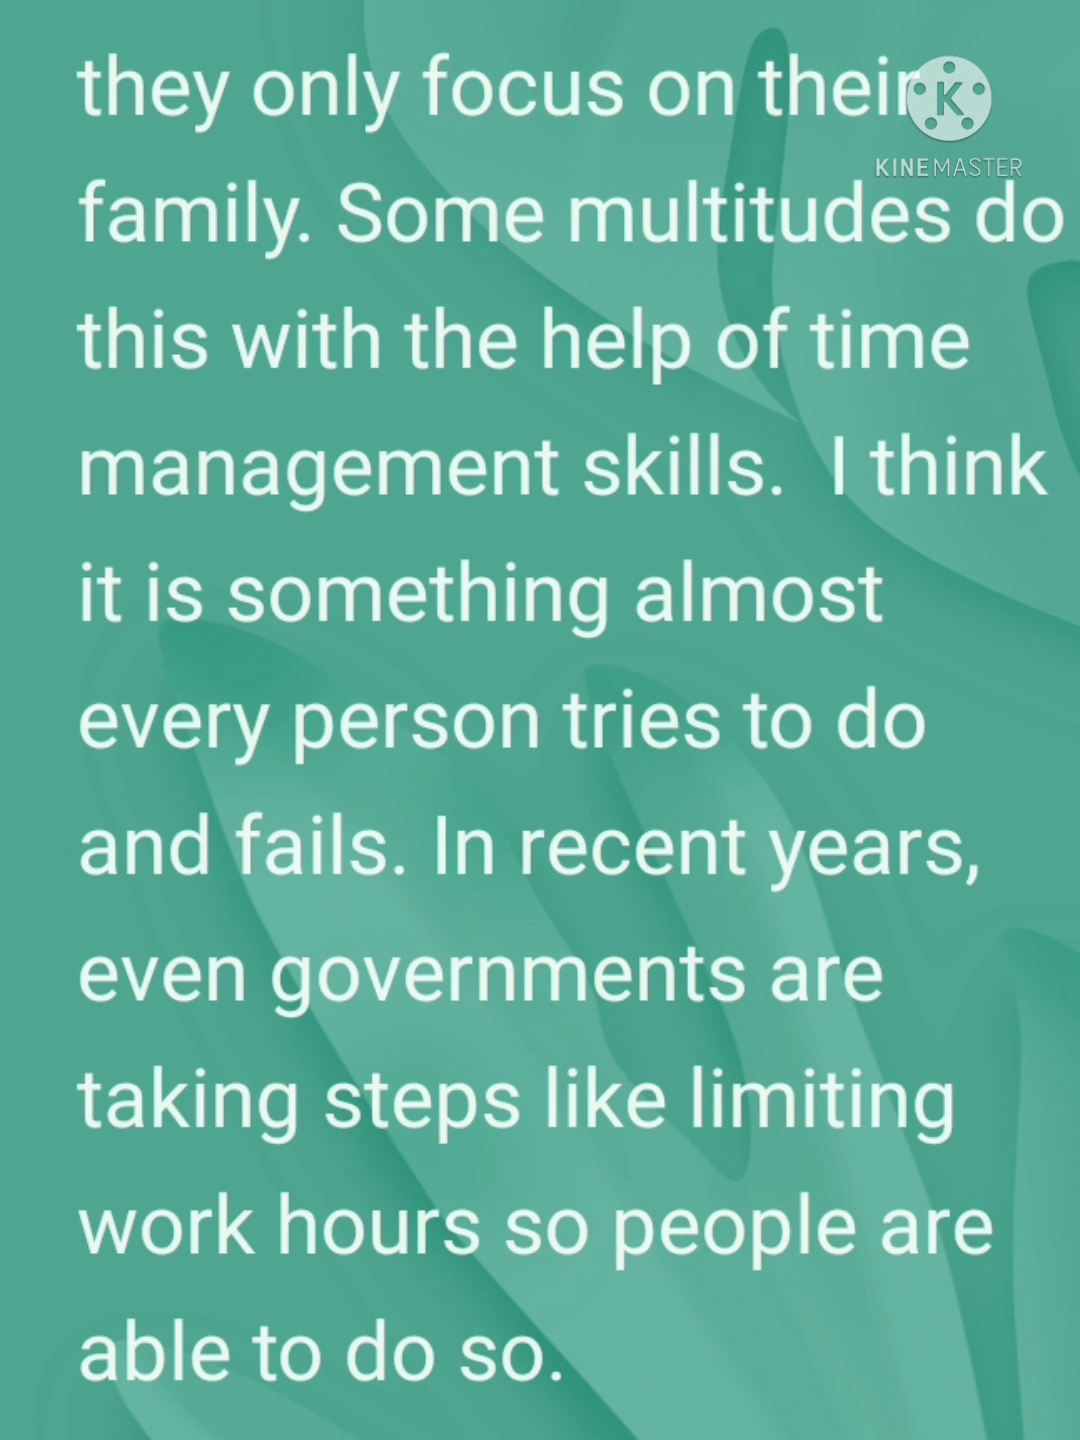 they only focus on their
KINEMASTER
family. Some multitudes do
this with the help of time
management skills.  I think
it is something almost
every person tries to do
and fails. In recent years,
even governments are
taking steps like limiting
work hours so people are
able to do so.